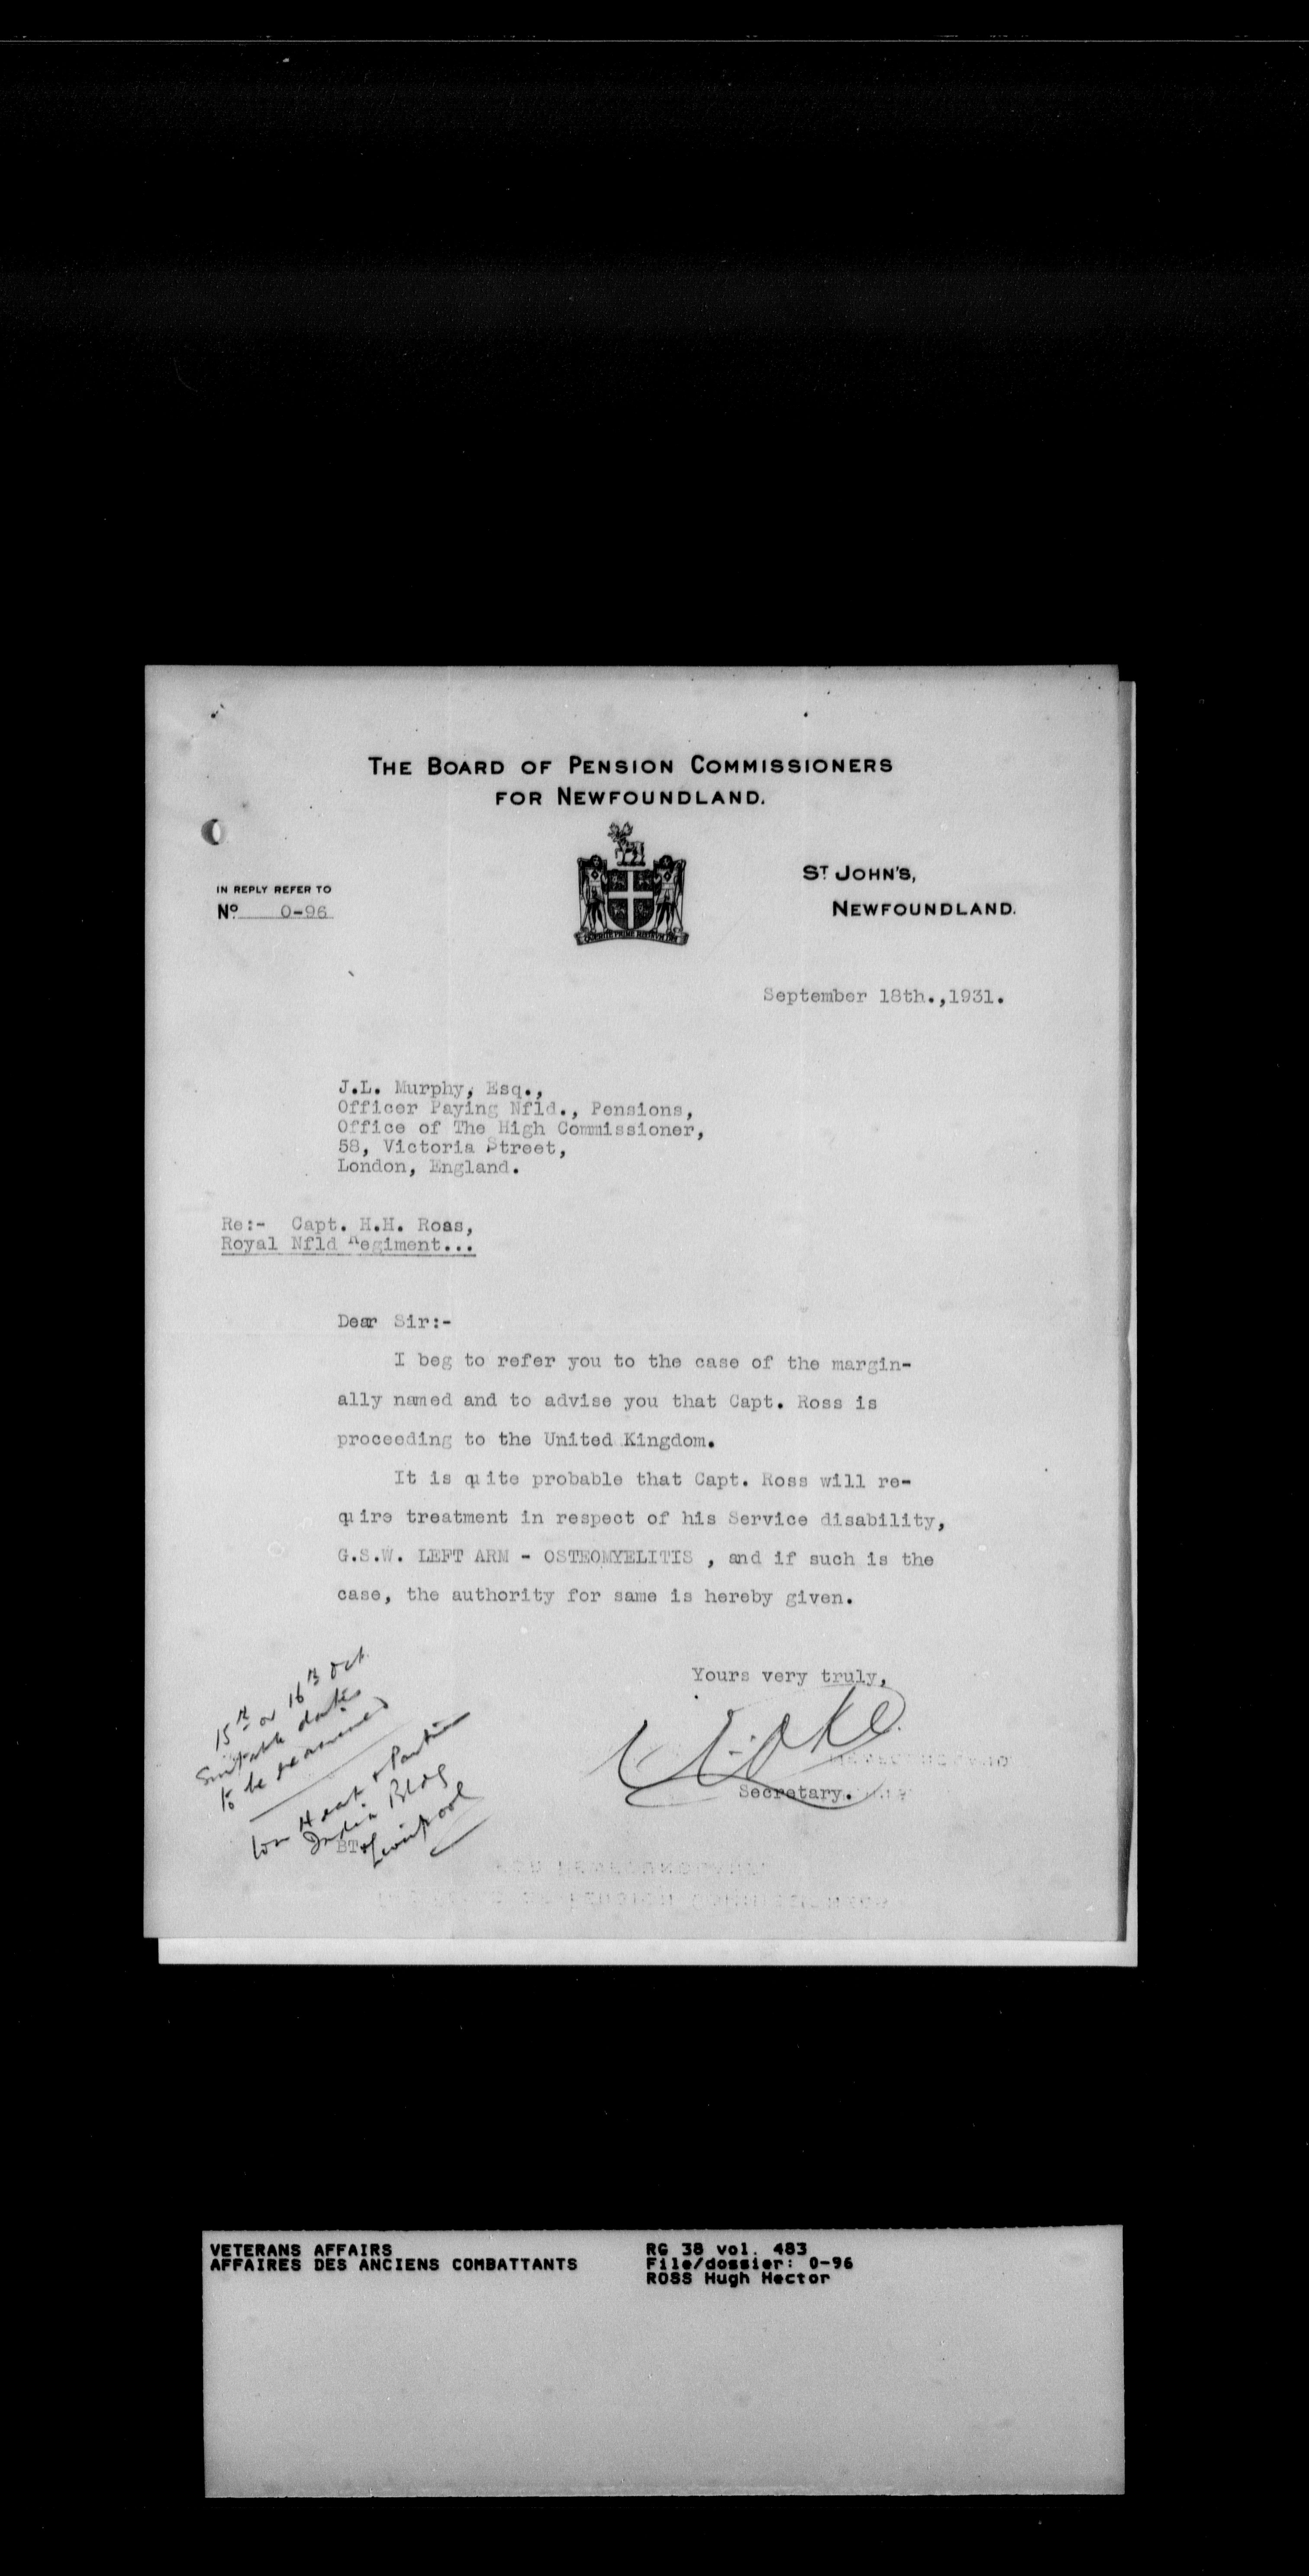 THE BOARD OF PENSION COMMISSIONERS
FOR NEWFOUNDLAND.
IN REPLY REFER TO
No. 0-96
ST JOHN'S,
NEWFOUNDLAND.
September 18th.,1931.
J.L. Murphy, Esq.,
Officer Paying Nfld., Pensions,
Office of The High Commissioner,
58, Victoria Street,
London, England.
Re:- Capt. H.H. Ross,
Royal Nfld Regiment...
Dear Sir:-
I beg to refer you to the case of the margin-
ally named and to advise you that Capt. Ross is
proceeding to the United Kingdom.
It is quite probable that Capt. Ross will re-
quire treatment in respect of his Service disability,
G.S.W. LEFT ARM - OSTEOMYELITIS , and if such is the
case, the authority for same is hereby given.
Yours very truly,
Secretary.
15th or 16th Oct
Suitable dates
to be
India Bldg
Liverpool
BT
VETERANS AFFAIRS
AFFAIRES DES ANCIENS COMBATTANTS
RG 38 vol. 483
File/dossier: 0-96
ROSS Hugh Hector